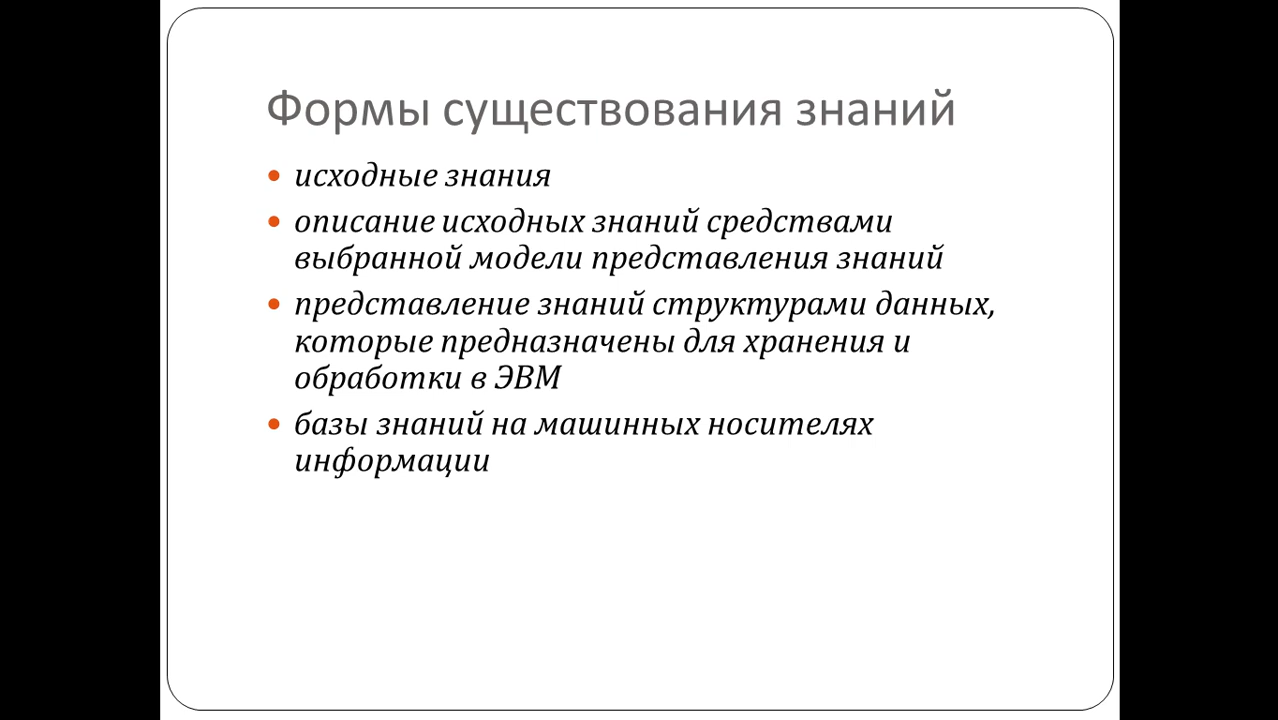 Формы существования знаний
• исходные знания
• описание исходных знаний средствами
выбранной модели представления знаний
• представление знаний структурами данных,
которые предназначены для хранения и
обработки в ЭВМ
• базы знаний на машинных носителях
информации